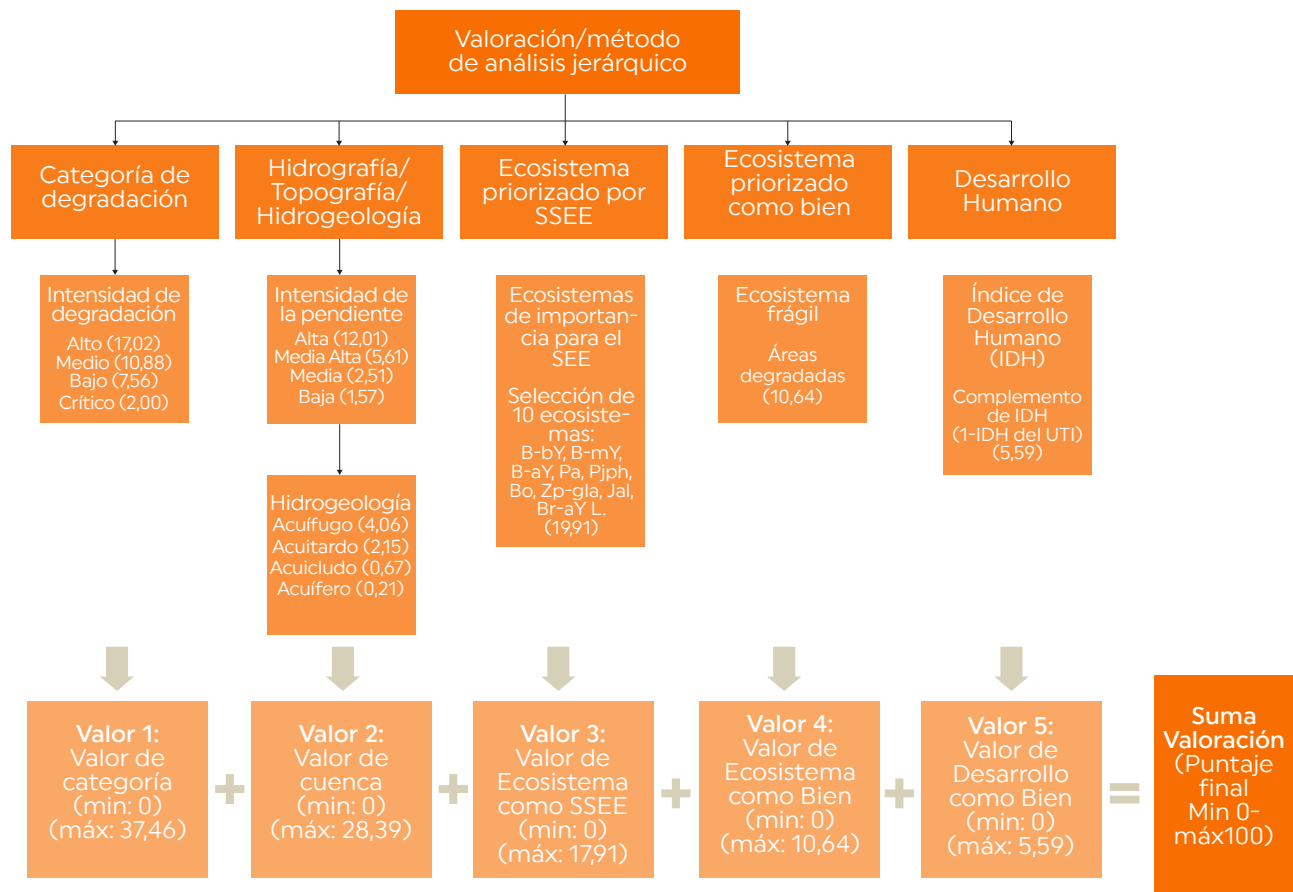 Valoración/método
de análisis jerárquico
Categoría de
degradación
Hidrografía/
Topografía/
Hidrogeología
Ecosistema
priorizado por
SSEE
Ecosistema
priorizado
como bien
Desarrollo
Humano
Intensidad de
degradación
Alto (17,02)
Medio (10,88)
Bajo (7,56)
Crítico (2,00)
Intensidad de
la pendiente
Alta (12,01)
Media Alta (5,61)
Media (2,51)
Baja (1,57)
Hidrogeología
Acuífugo (4,06)
Acuitardo (2,15)
Acuicludo (0,67)
Acuífero (0,21)
Ecosistemas
de importan-
cia para el
SEE
Selección de
10 ecosiste-
mas:
B-bY, B-mY,
B-aY, Pa, Pjph,
Bo, Zp-gla, Jal,
Br-aY L.
(19,91)
Ecosistema
frágil
Áreas
degradadas
(10,64)
Índice de
Desarrollo
Humano
(IDH)
Complemento
de IDH
(1-IDH del UTI)
(5,59)
Valor 1:
Valor de
categoría
(min: 0)
(máx: 37,46)
+
Valor 2:
Valor de
cuenca
(min: 0)
(máx: 28,39)
+
Valor 3:
Valor de
Ecosistema
como SSEE
(min: 0)
(máx: 17,91)
+
Valor 4:
Valor de
Ecosistema
como Bien
(min: 0)
(máx: 10,64)
+
Valor 5:
Valor de
Desarrollo
como Bien
(min: 0)
(máx: 5,59)
=
Suma
Valoración
(Puntaje
final
Min 0-
máx100)